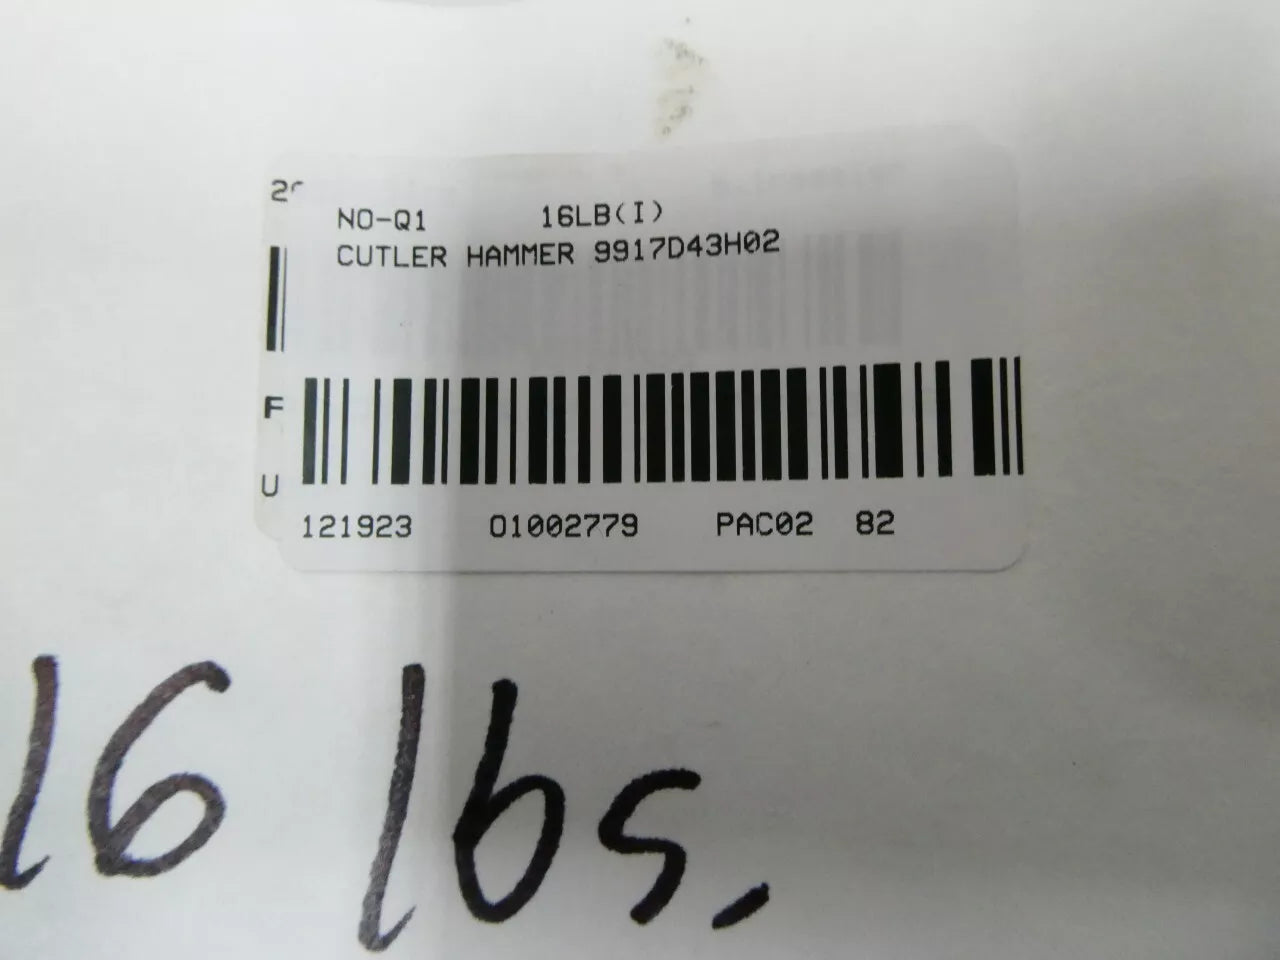 NO-Q1 16LB(I)
CUTLER HAMMER 9917D43H02
F
U
121923 01002779 PAC02 82
16 lbs.